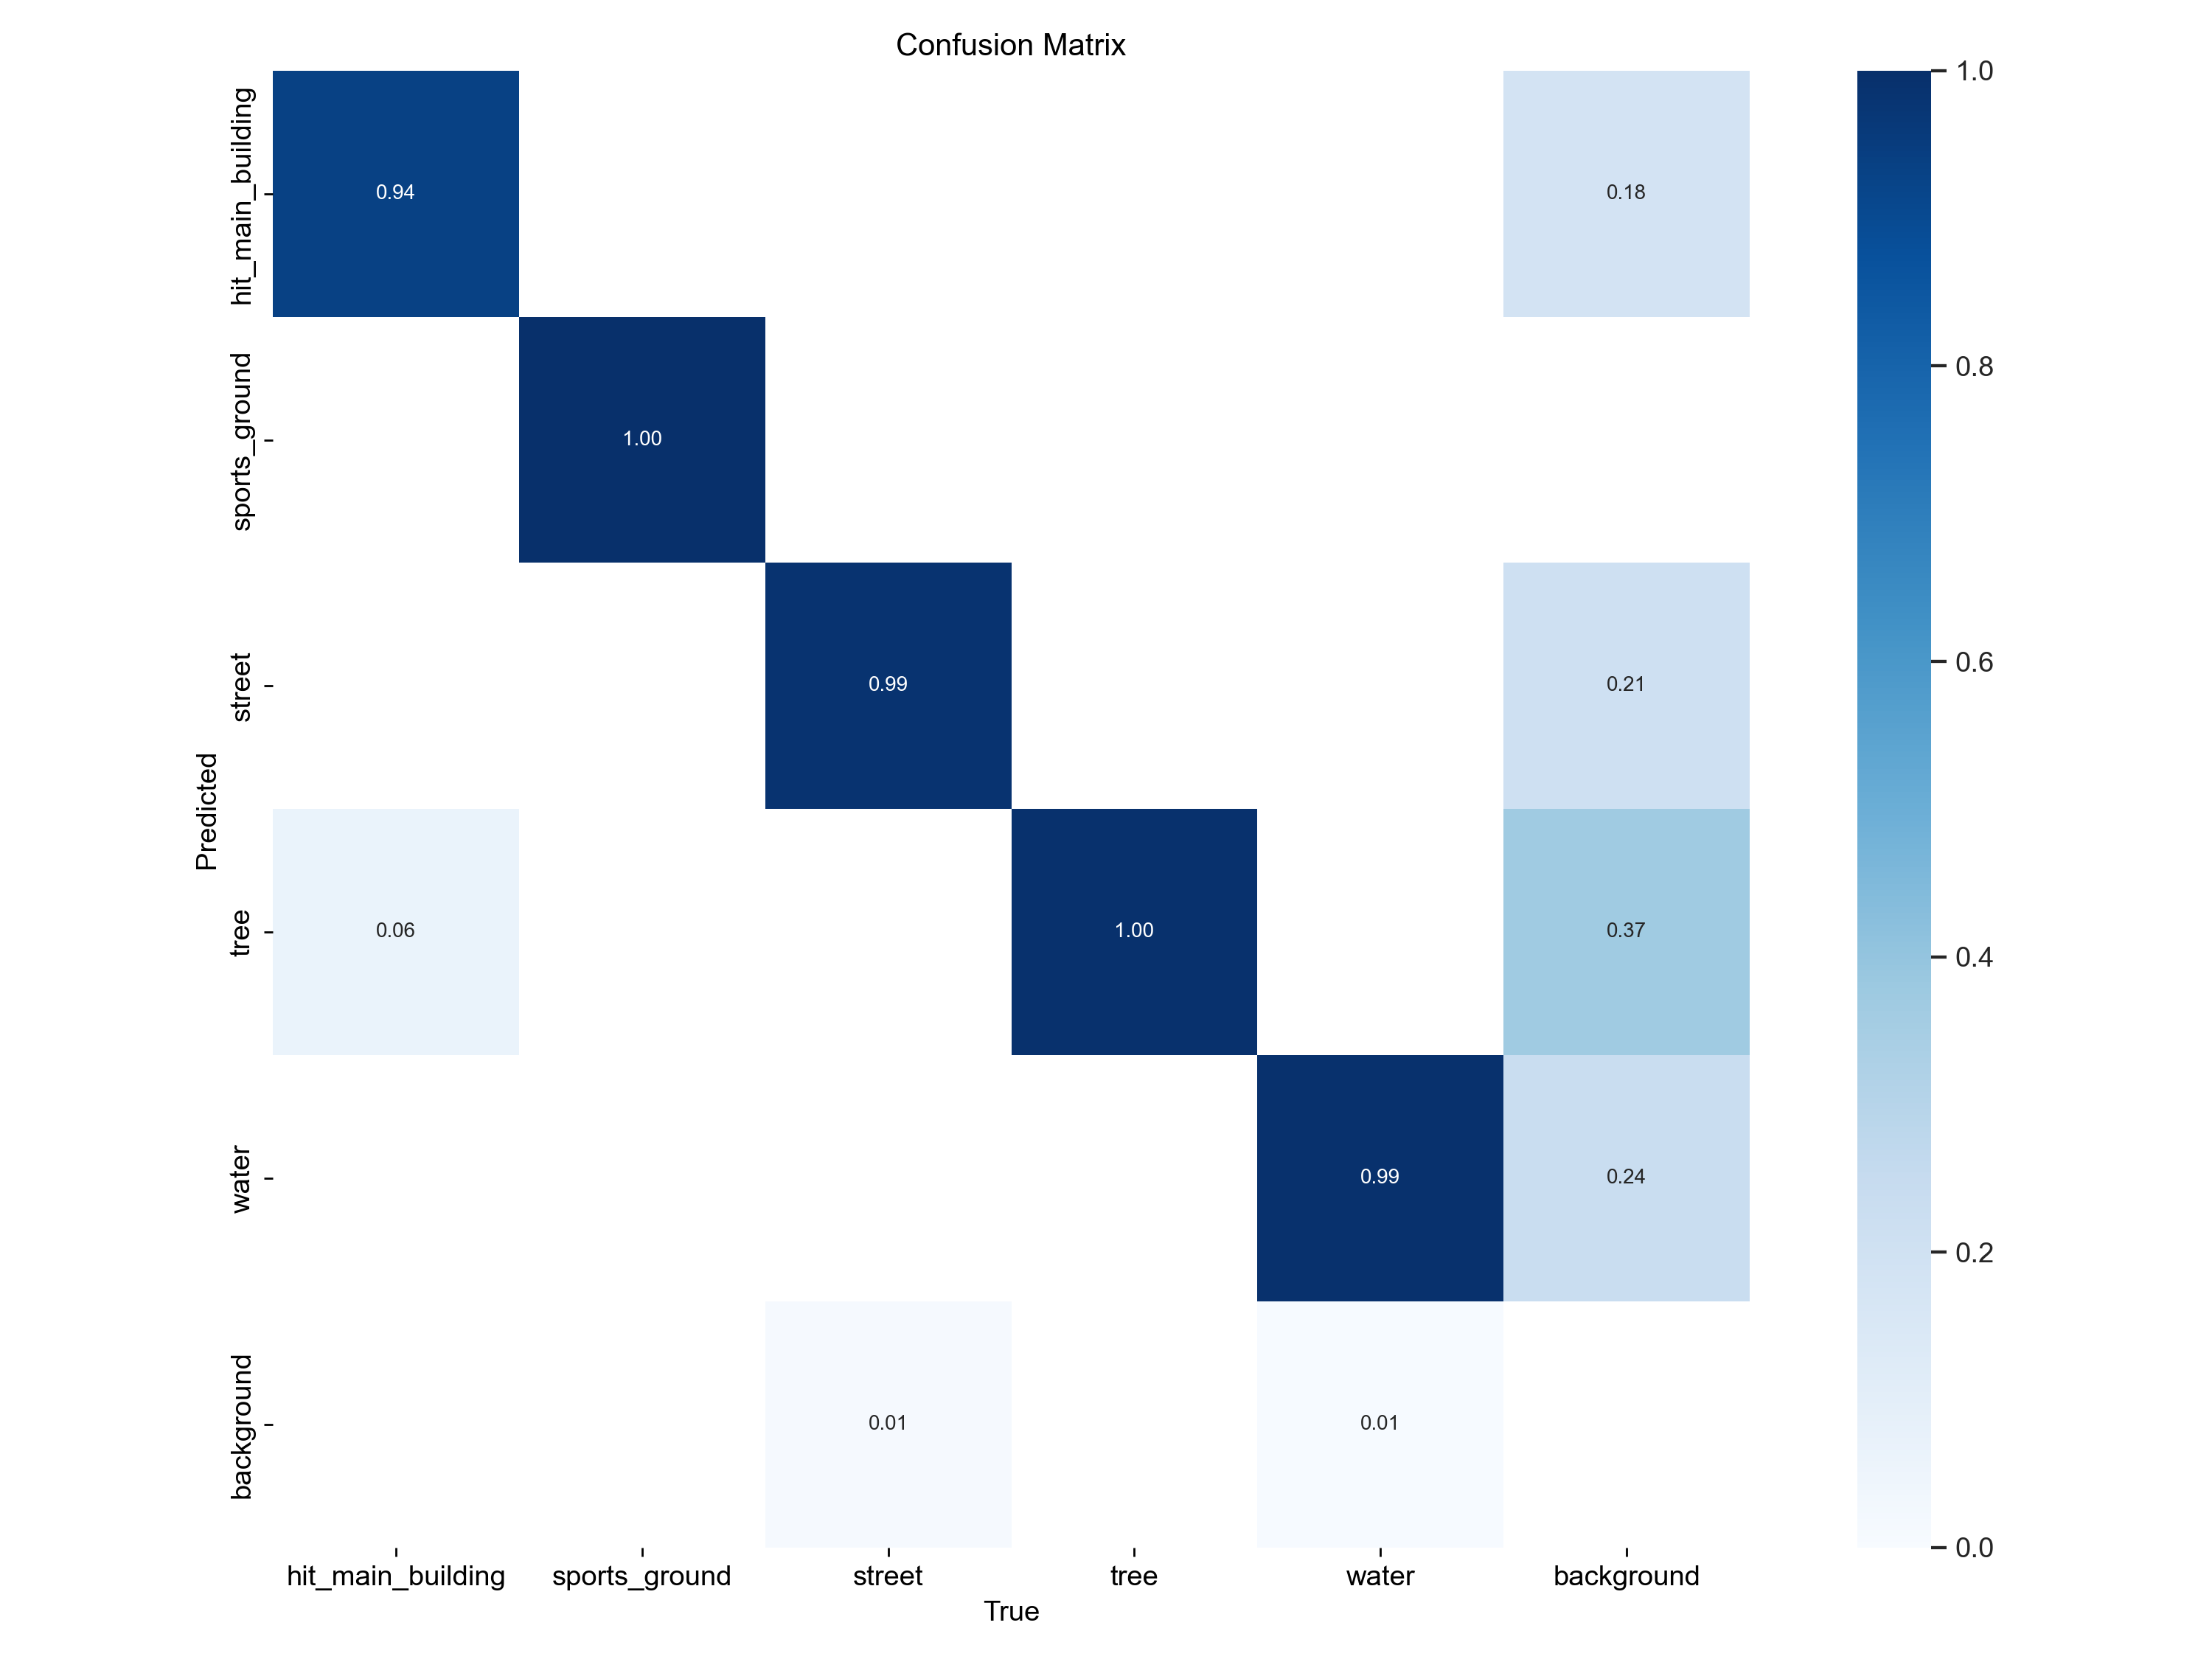 Confusion Matrix
hit_main_building
sports_ground
street
tree
water
background
Predicted
0.94
0.18
1.00
0.99
0.21
0.06
1.00
0.37
0.99
0.24
0.01
0.01
hit_main_building
sports_ground
street
tree
water
background
True
1.0
0.8
0.6
0.4
0.2
0.0